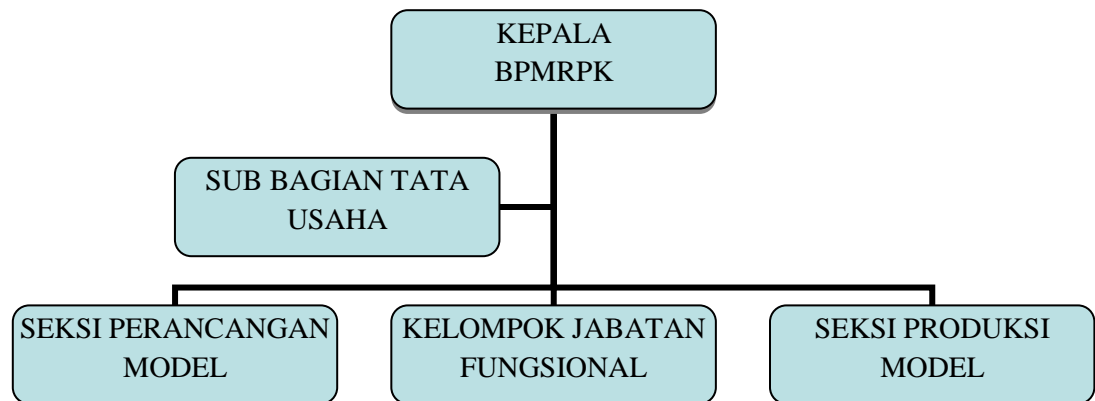 KEPALA
BPMRPK
SUB BAGIAN TATA
USAHA
SEKSI PERANCANGAN
MODEL
KELOMPOK JABATAN
FUNGSIONAL
SEKSI PRODUKSI
MODEL